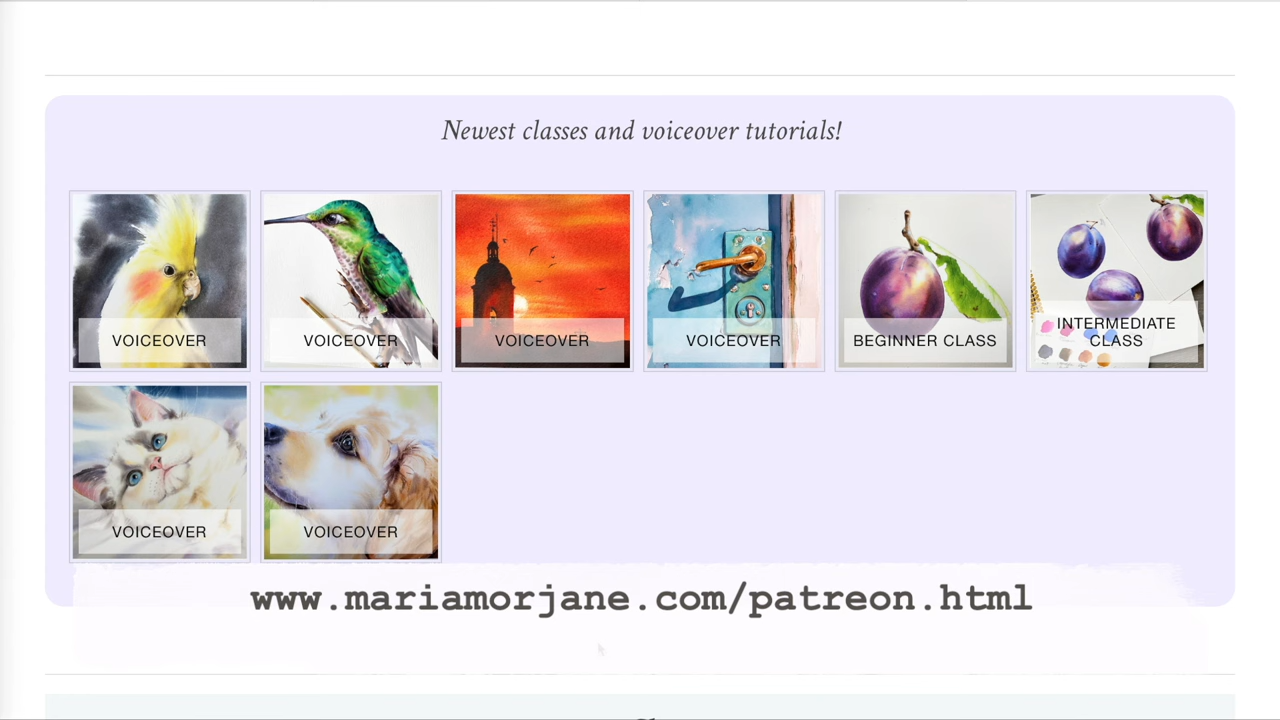 Newest classes and voiceover tutorials!
VOICEOVER
VOICEOVER
VOICEOVER
VOICEOVER
BEGINNER CLASS
INTERMEDIATE
CLASS
VOICEOVER
VOICEOVER
www.mariamorjane.com/patreon.html